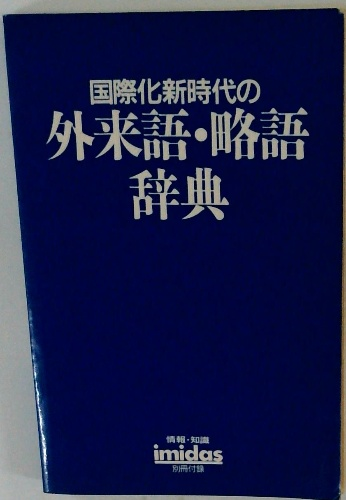 国際化新時代の
外来語・略語
辞典
情報・知識
imidas
別冊付録